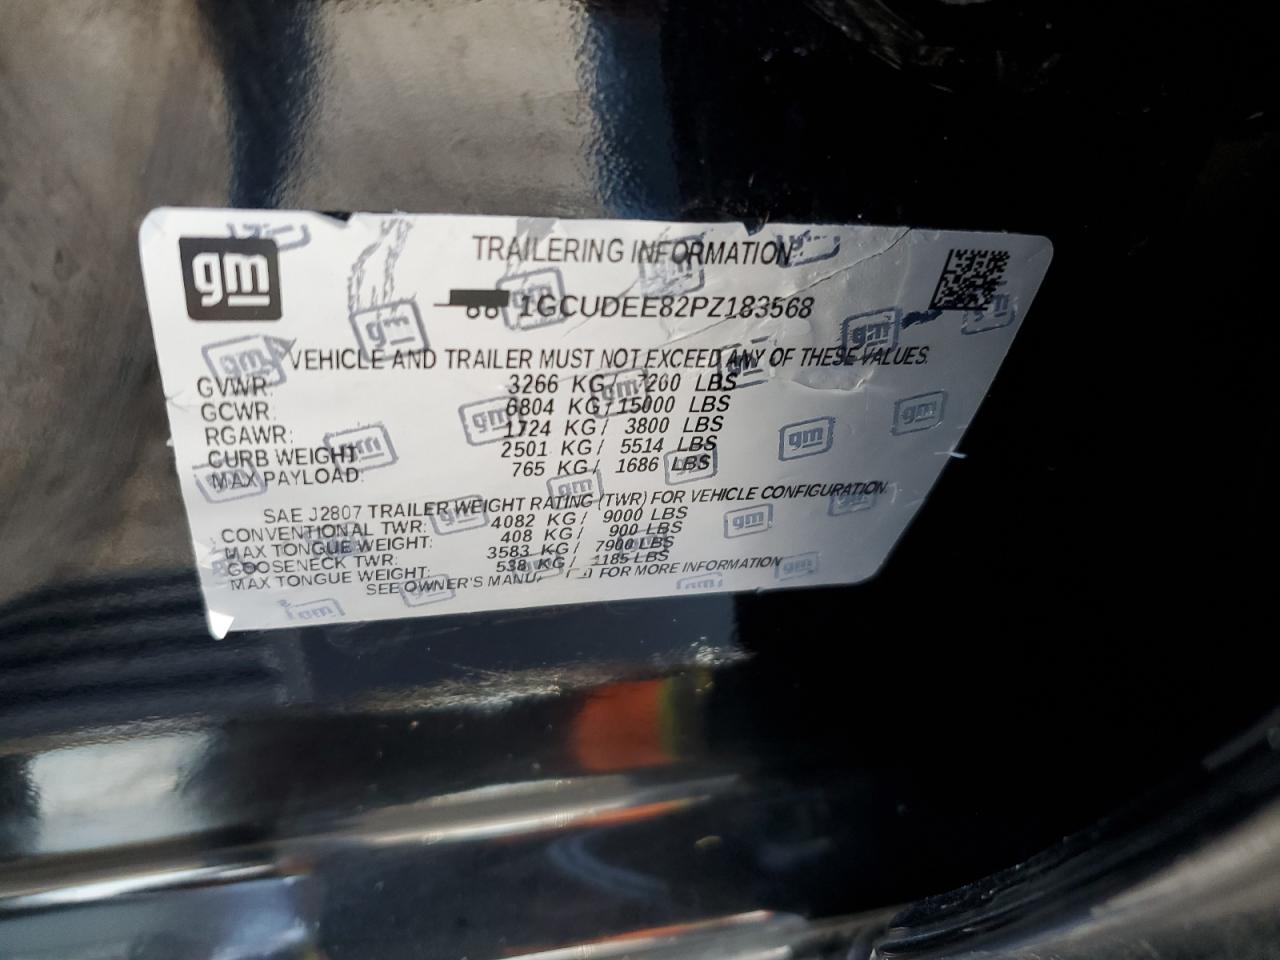 gm
TRAILERING INFORMATION
1GCUDEE82PZ183568
VEHICLE AND TRAILER MUST NOT EXCEED ANY OF THESE VALUES.
GVWR: 3266 KG / 7200 LBS
GCWR: 6804 KG / 15000 LBS
RGAWR: 1724 KG / 3800 LBS
CURB WEIGHT: 2501 KG / 5514 LBS
MAX PAYLOAD: 765 KG / 1686 LBS
SAE J2807 TRAILER WEIGHT RATING (TWR) FOR VEHICLE CONFIGURATION
CONVENTIONAL TWR: 4082 KG / 9000 LBS
MAX TONGUE WEIGHT: 408 KG / 900 LBS
GOOSENECK TWR: 3583 KG / 7900 LBS
MAX TONGUE WEIGHT: 538 KG / 1185 LBS
SEE OWNER'S FOR MORE INFORMATION